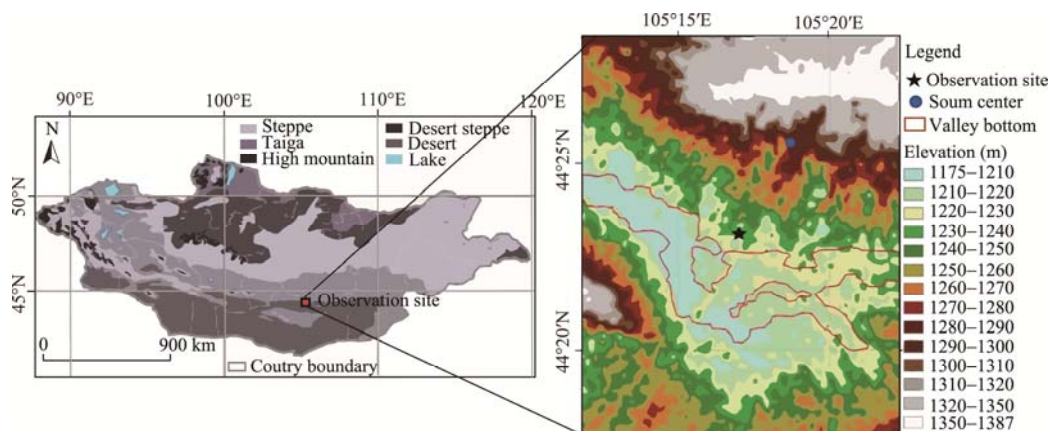 90°E 100°E 110°E 120°E
N
Steppe
Taiga
High mountain
Desert steppe
Desert
Lake
50°N
45°N
Observation site
0 900 km
Coutry boundary
105°15′E 105°20′E
44°25′N
44°20′N
Legend
Observation site
Soum center
Valley bottom
Elevation (m)
1175–1210
1210–1220
1220–1230
1230–1240
1240–1250
1250–1260
1260–1270
1270–1280
1280–1290
1290–1300
1300–1310
1310–1320
1320–1350
1350–1387